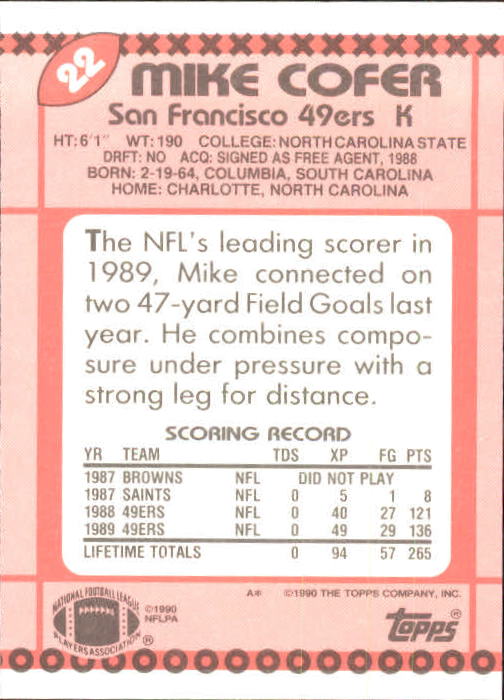 22
MIKE COFER
San Francisco 49ers K
HT: 6'1" WT: 190 COLLEGE: NORTH CAROLINA STATE
DRFT: NO ACQ: SIGNED AS FREE AGENT, 1988
BORN: 2-19-64, COLUMBIA, SOUTH CAROLINA
HOME: CHARLOTTE, NORTH CAROLINA
The NFL's leading scorer in
1989, Mike connected on
two 47-yard Field Goals last
year. He combines compo-
sure under pressure with a
strong leg for distance.
SCORING RECORD
YR TEAM TDS XP FG PTS
1987 BROWNS NFL DID NOT PLAY
1987 SAINTS NFL 0 5 1 8
1988 49ERS NFL 0 40 27 121
1989 49ERS NFL 0 49 29 136
LIFETIME TOTALS 0 94 57 265
A* ©1990 THE TOPPS COMPANY, INC.
NATIONAL FOOTBALL LEAGUE
PLAYERS ASSOCIATION ®
©1990
NFLPA
topps ®